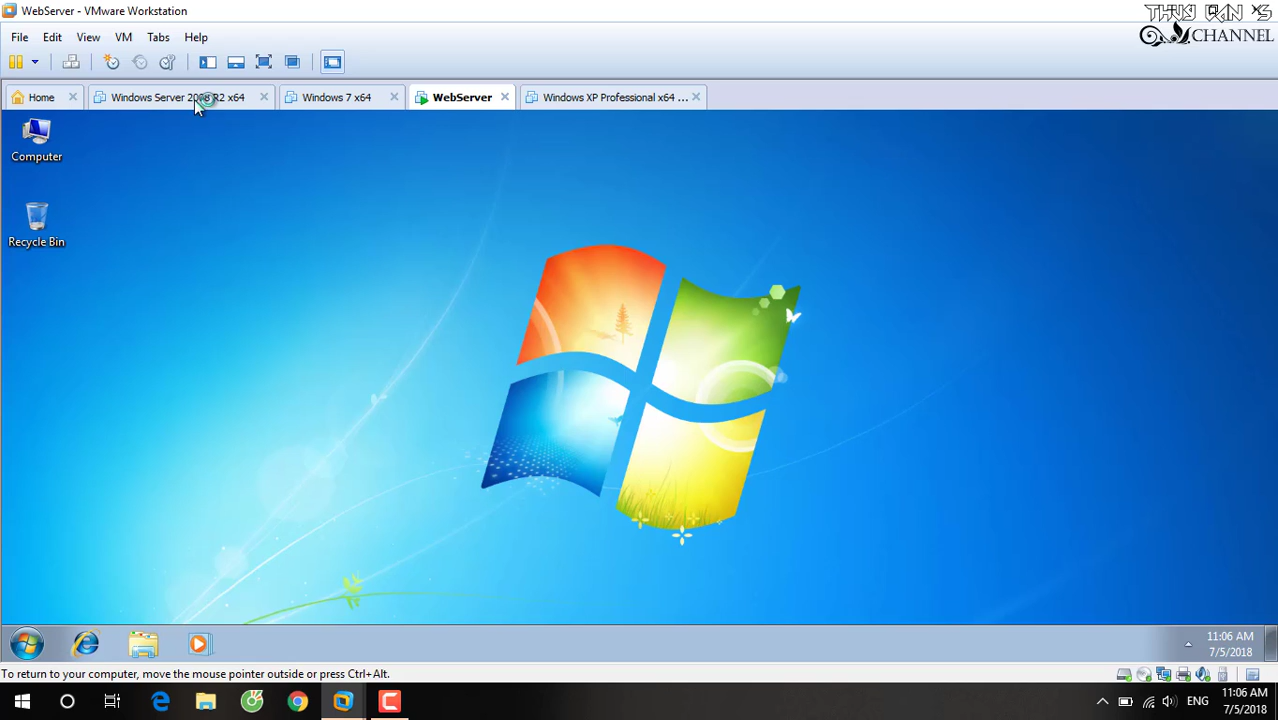 WebServer - VMware Workstation
THUY WIN'S
CHANNEL
File Edit View VM Tabs Help
Home Windows Server 2008 R2 x64 Windows 7 x64 WebServer Windows XP Professional x64 ...
Computer
Recycle Bin
11:06 AM
7/5/2018
To return to your computer, move the mouse pointer outside or press Ctrl+Alt.
ENG
11:06 AM
7/5/2018